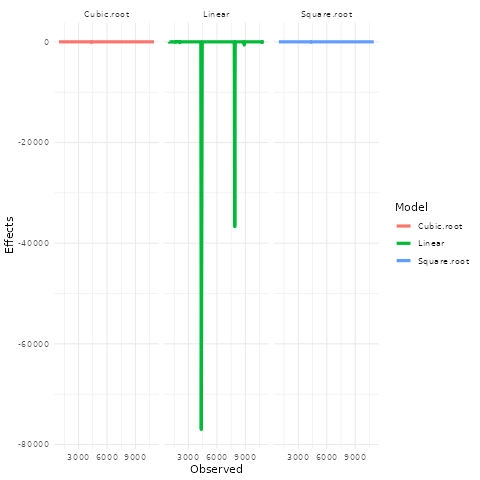 Cubic.root Linear Square.root
0
-20000
-40000
-60000
-80000
Effects
3000 6000 9000 3000 6000 9000 3000 6000 9000
Observed
Model
Cubic.root
Linear
Square.root